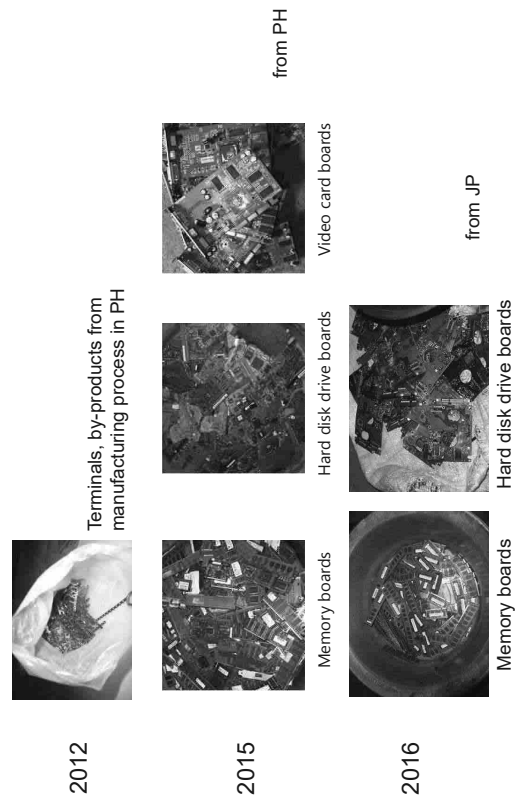 2012
Terminals, by-products from
manufacturing process in PH
2015
Memory boards
Hard disk drive boards
Video card boards
from PH
2016
Memory boards
Hard disk drive boards
from JP